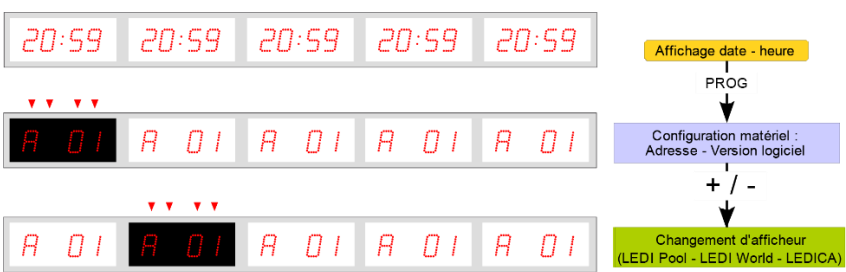 20:59 20:59 20:59 20:59 20:59
Affichage date - heure
PROG
A 01 A 01 A 01 A 01 A 01
Configuration matériel :
Adresse - Version logiciel
+ / -
A 01 A 01 A 01 A 01 A 01
Changement d'afficheur
(LEDI Pool - LEDI World - LEDICA)